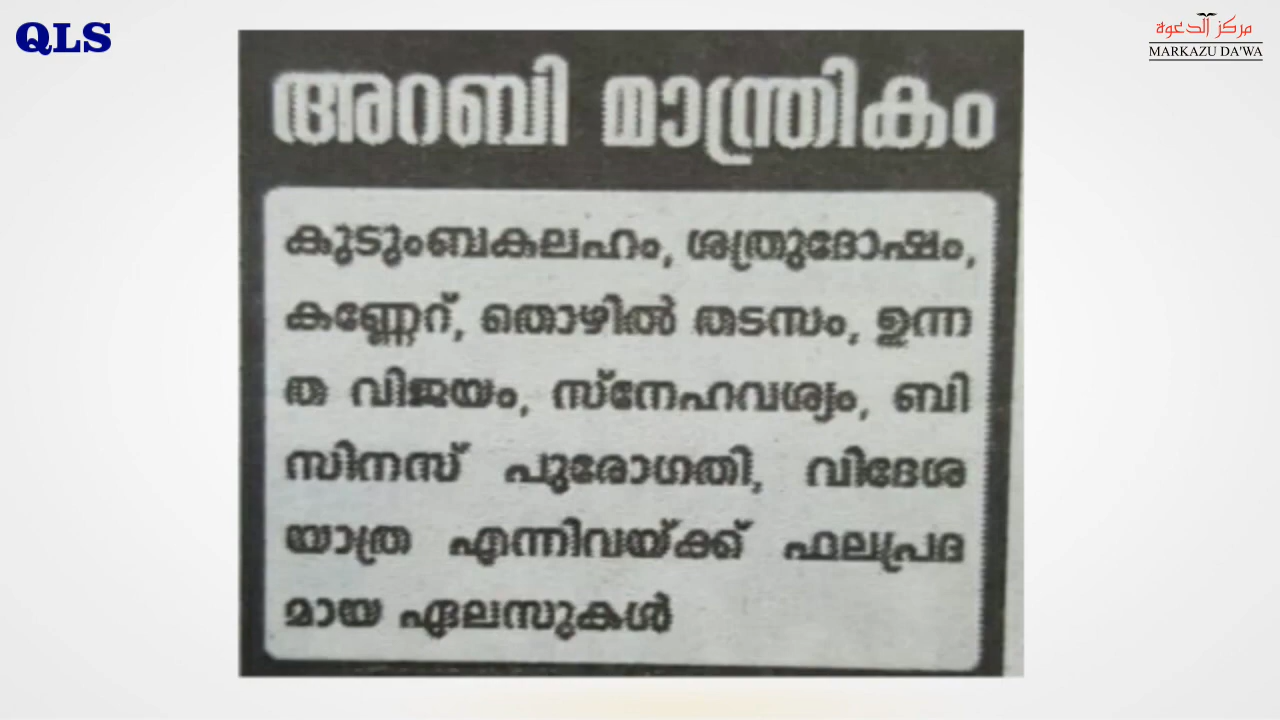 QLS
مركز الدعوة
MARKAZU DA'WA
അറബി മാന്ത്രികം
കുടുംബകലഹം, ശത്രുദോഷം,
കണ്ണേറ്, തൊഴിൽ തടസം, ഉന്ന
ത വിജയം, സ്നേഹവശ്യം, ബി
സിനസ് പുരോഗതി, വിദേശ
യാത്ര എന്നിവയ്ക്ക് ഫലപ്രദ
മായ ഏലസുകൾ